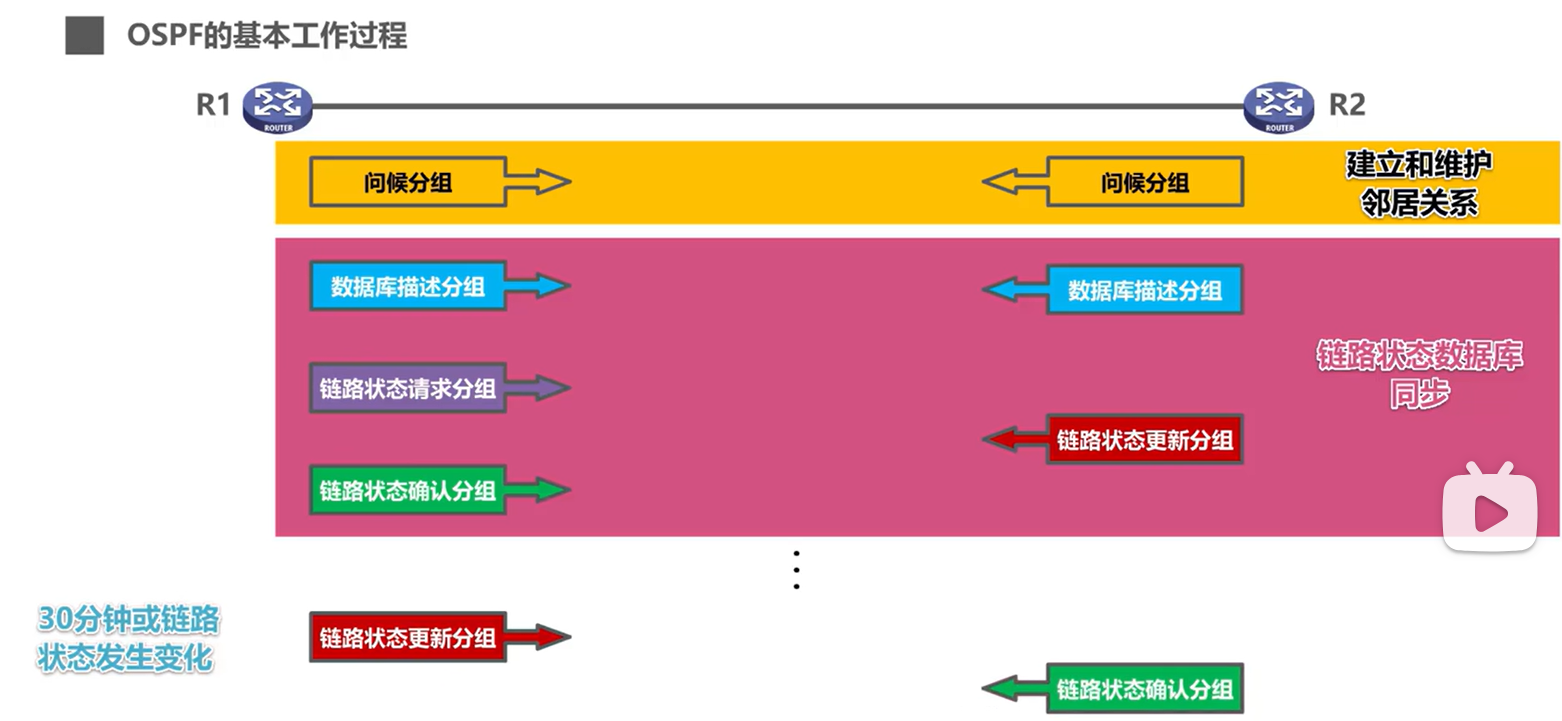 OSPF的基本工作过程
R1
ROUTER
ROUTER
R2
问候分组
问候分组
建立和维护
邻居关系
数据库描述分组
数据库描述分组
链路状态请求分组
链路状态数据库
同步
链路状态更新分组
链路状态确认分组
30分钟或链路
状态发生变化
链路状态更新分组
链路状态确认分组